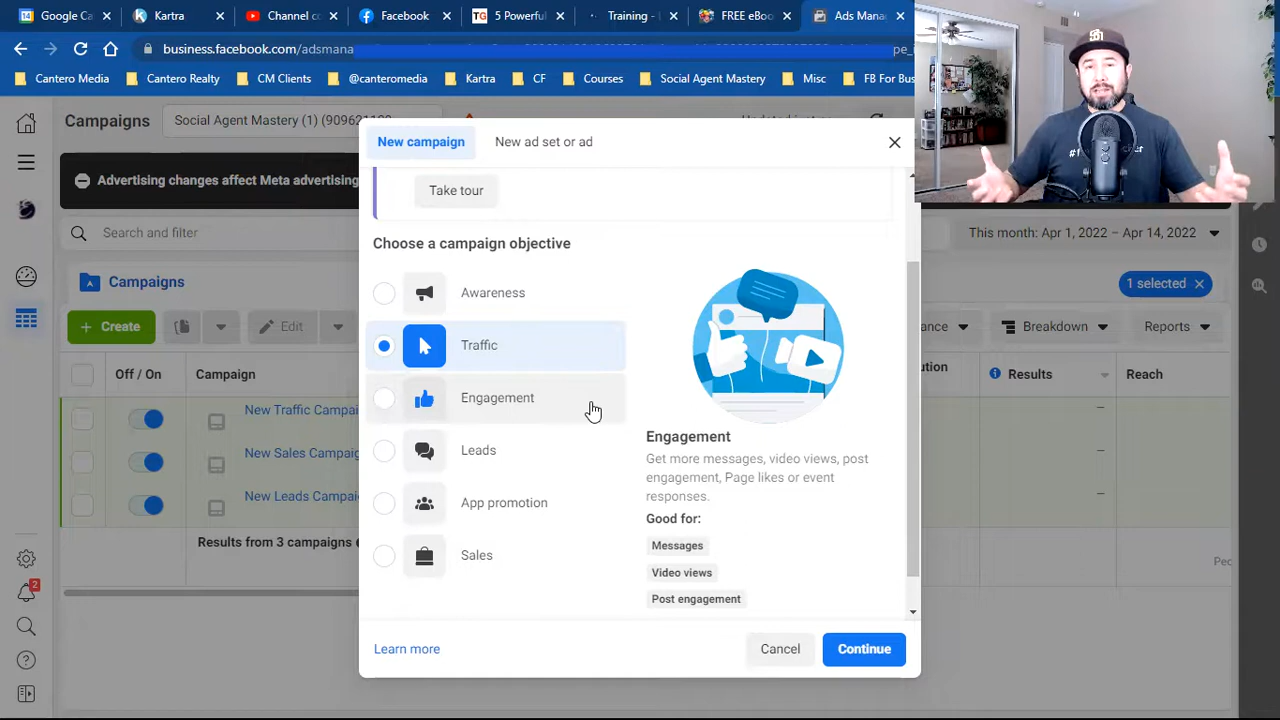 Google Ca
Kartra
Channel c
Facebook
TG 5 Powerful
Training -
FREE eBo
Ads Mana
business.facebook.com/adsmana
pe_
Cantero Media
Cantero Realty
CM Clients
@canteromedia
Kartra
CF
Courses
Social Agent Mastery
Misc
FB For Bus
Campaigns
Social Agent Mastery (1)
New campaign
New ad set or ad
Advertising changes affect Meta advertising
Take tour
Search and filter
This month: Apr 1, 2022 – Apr 14, 2022
Choose a campaign objective
Campaigns
1 selected
Awareness
Create
Edit
Breakdown
Reports
Traffic
Off / On
Campaign
Results
Reach
Engagement
New Traffic Campai
New Sales Campaig
New Leads Campai
Engagement
Get more messages, video views, post
engagement, Page likes or event
responses.
Good for:
Messages
Video views
Post engagement
Leads
App promotion
Sales
Results from 3 campaigns
2
Learn more
Cancel
Continue